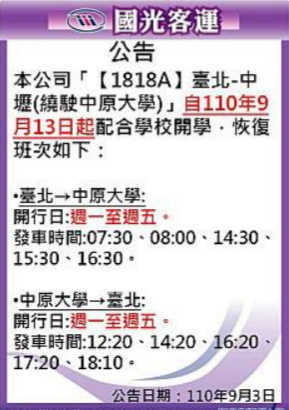 國光客運
公告
本公司「【1818A】臺北-中
壢(繞駛中原大學)」自110年9
月13日起配合學校開學，恢復
班次如下：
•臺北→中原大學:
開行日:週一至週五。
發車時間:07:30、08:00、14:30、
15:30、16:30。
•中原大學→臺北:
開行日:週一至週五。
發車時間:12:20、14:20、16:20、
17:20、18:10。
公告日期：110年9月3日